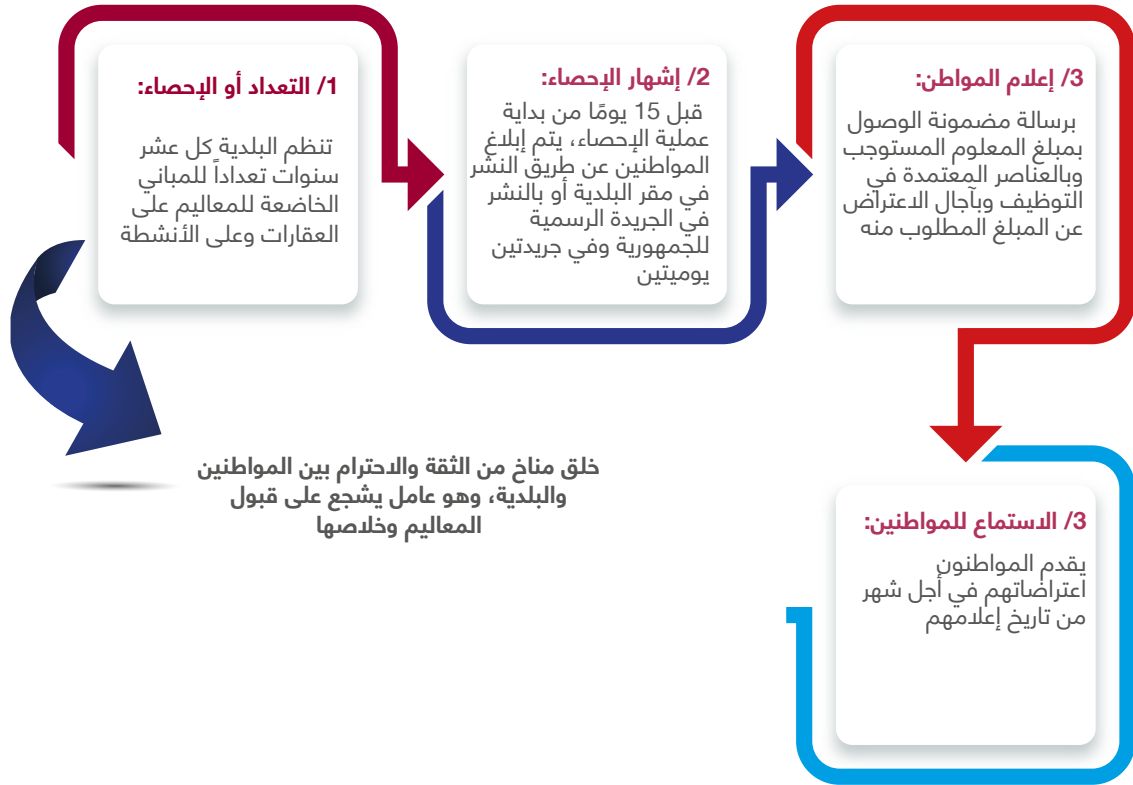 1/ التعداد أو الإحصاء:
تنظم البلدية كل عشر
سنوات تعداداً للمباني
الخاضعة للمعاليم على
العقارات وعلى الأنشطة
2/ إشهار الإحصاء:
قبل 15 يومًا من بداية
عملية الإحصاء، يتم إبلاغ
المواطنين عن طريق النشر
في مقر البلدية أو بالنشر
في الجريدة الرسمية
للجمهورية وفي جريدتين
يوميتين
3/ إعلام المواطن:
برسالة مضمونة الوصول
بمبلغ المعلوم المستوجب
وبالعناصر المعتمدة في
التوظيف وبآجال الاعتراض
عن المبلغ المطلوب منه
3/ الاستماع للمواطنين:
يقدم المواطنون
اعتراضاتهم في أجل شهر
من تاريخ إعلامهم
خلق مناخ من الثقة والاحترام بين المواطنين
والبلدية، وهو عامل يشجع على قبول
المعاليم وخلاصها